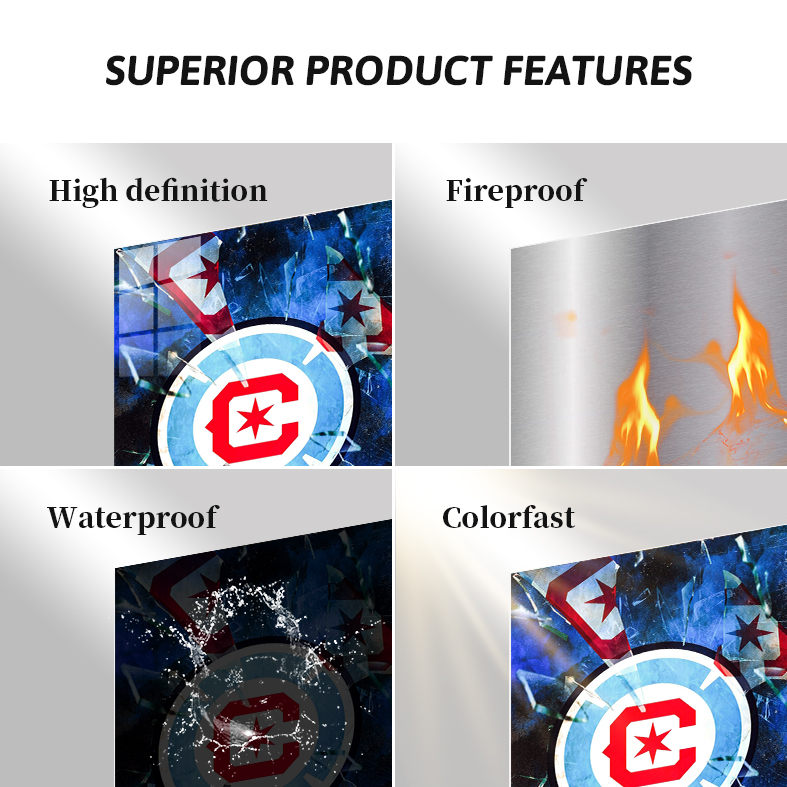 SUPERIOR PRODUCT FEATURES
High definition
Fireproof
C
Waterproof
Colorfast
C
C